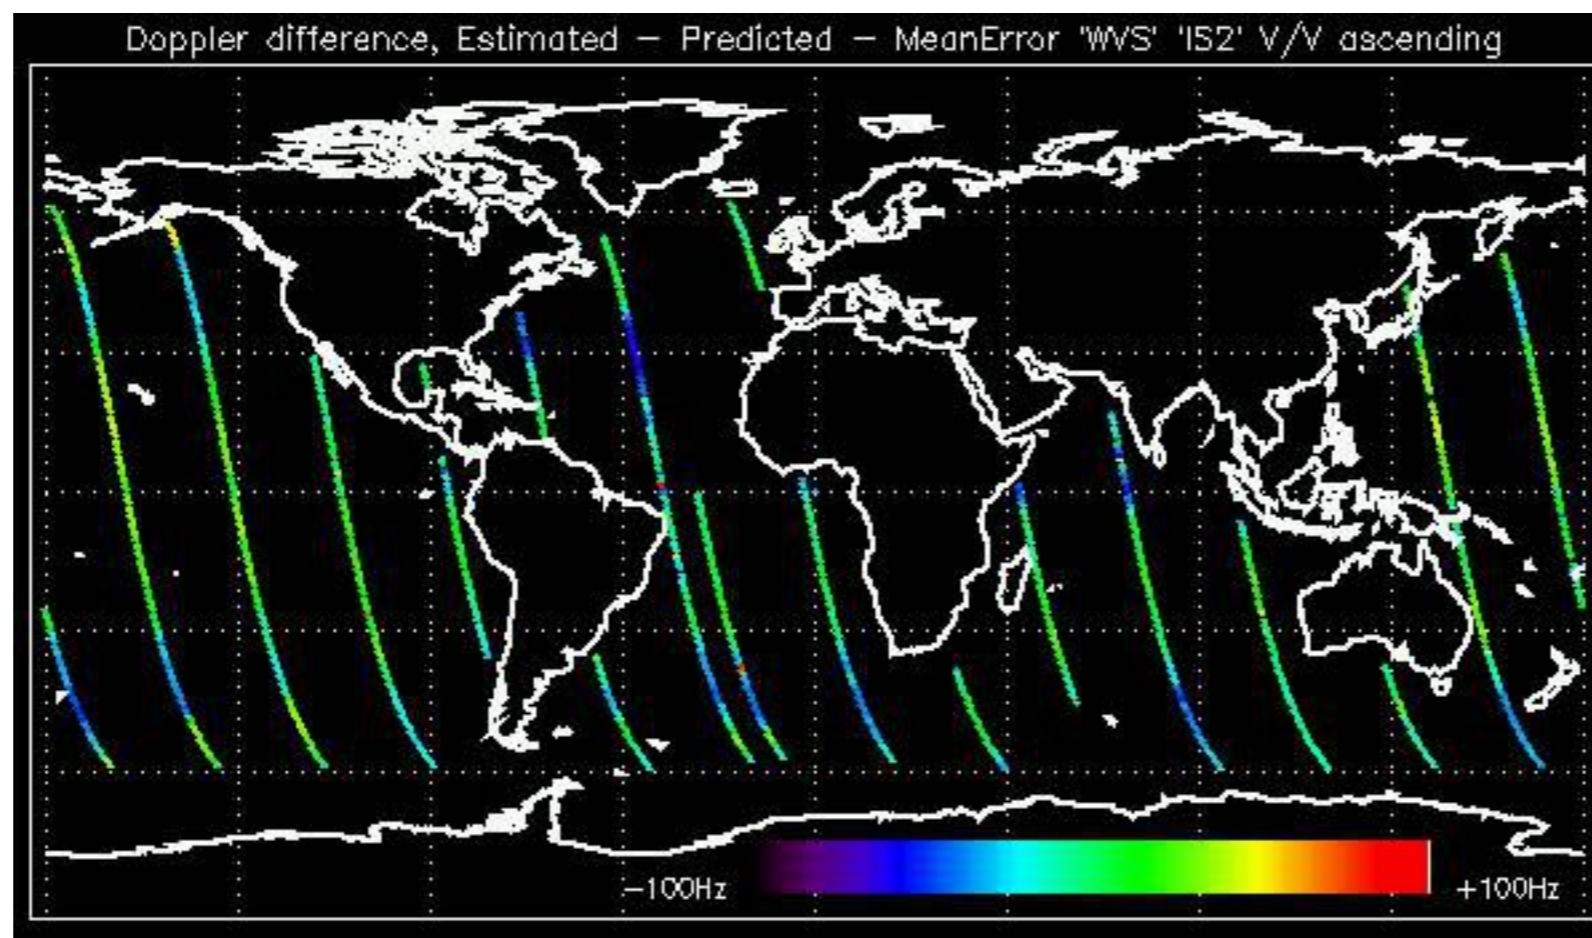 Doppler difference, Estimated – Predicted – MeanError 'WVS' 'IS2' V/V ascending
–100Hz
+100Hz